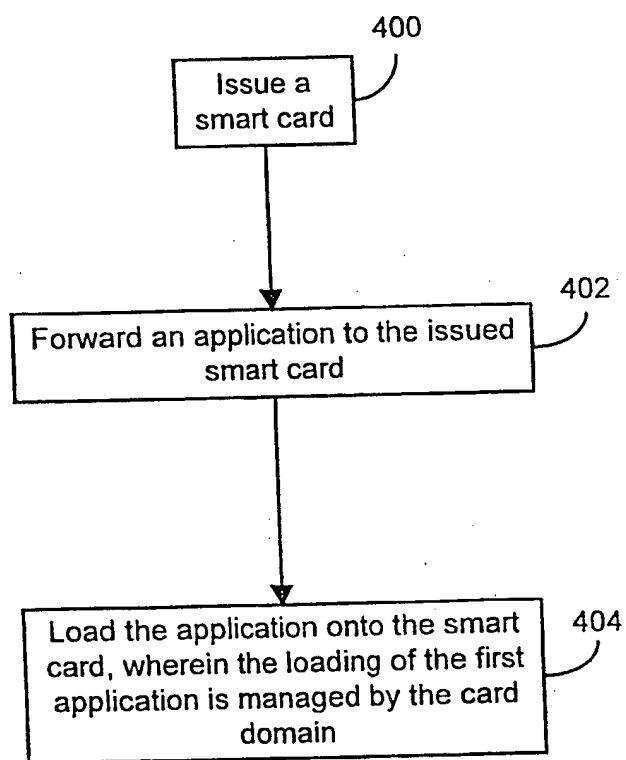 400
Issue a
smart card
402
Forward an application to the issued
smart card
404
Load the application onto the smart
card, wherein the loading of the first
application is managed by the card
domain